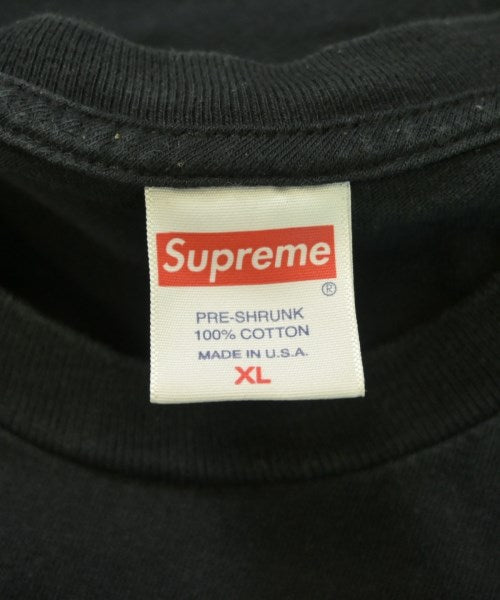 Supreme
®
PRE-SHRUNK
100% COTTON
MADE IN U.S.A.
XL